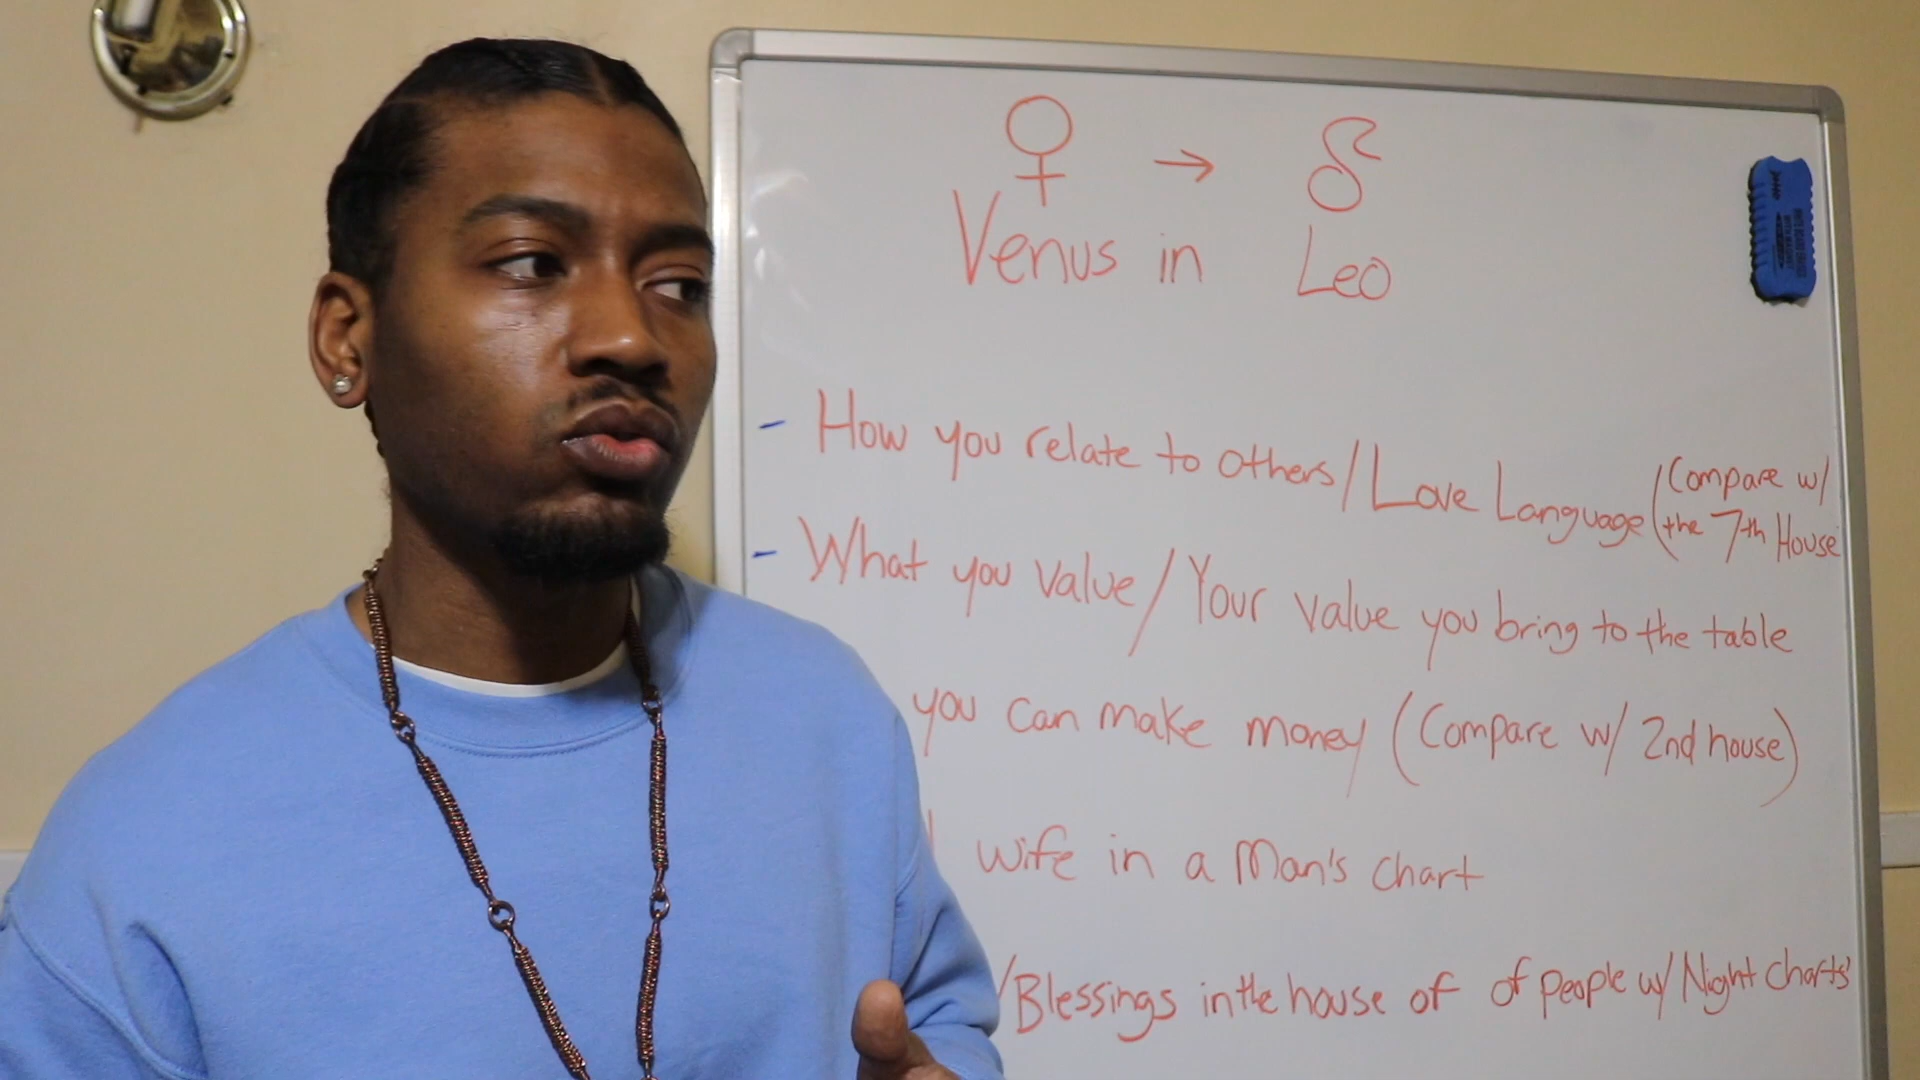 ♀ →
Venus in Leo
- How you relate to others / Love Language (Compare w/
the 7th House
- What you value / Your value you bring to the table
you can make money (Compare w/ 2nd house)
wife in a Man's chart
/Blessings in the house of of people w/ Night Charts'